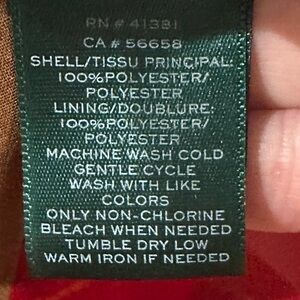 RN # 41381
CA # 56658
SHELL/TISSU PRINCIPAL:
100%POLYESTER/
POLYESTER
LINING/DOUBLURE:
100%POLYESTER/
POLYESTER
MACHINE WASH COLD
GENTLE CYCLE
WASH WITH LIKE
COLORS
ONLY NON-CHLORINE
BLEACH WHEN NEEDED
TUMBLE DRY LOW
WARM IRON IF NEEDED